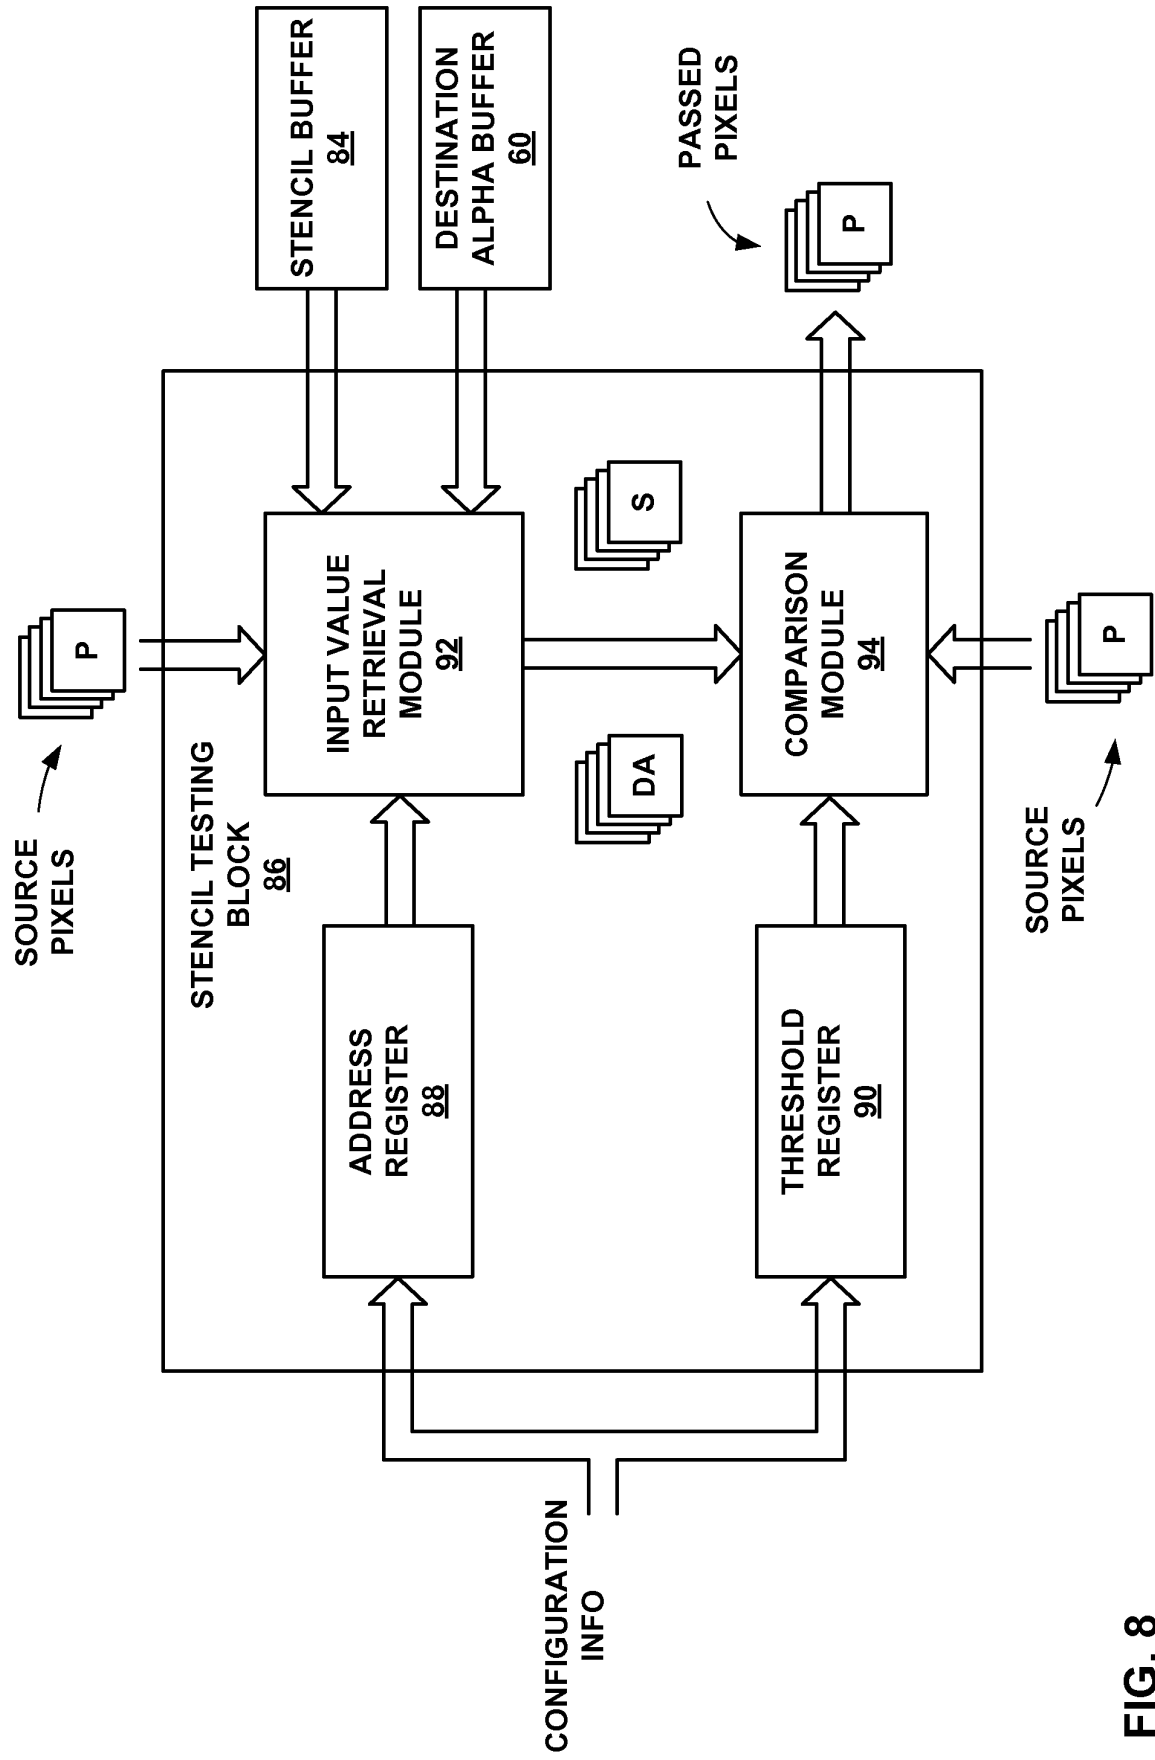 SOURCE
PIXELS
P
STENCIL TESTING
BLOCK
86
STENCIL BUFFER
84
DESTINATION
ALPHA BUFFER
60
ADDRESS
REGISTER
88
INPUT VALUE
RETRIEVAL
MODULE
92
CONFIGURATION
INFO
DA
S
PASSED
PIXELS
P
THRESHOLD
REGISTER
90
COMPARISON
MODULE
94
SOURCE
PIXELS
P
FIG. 8